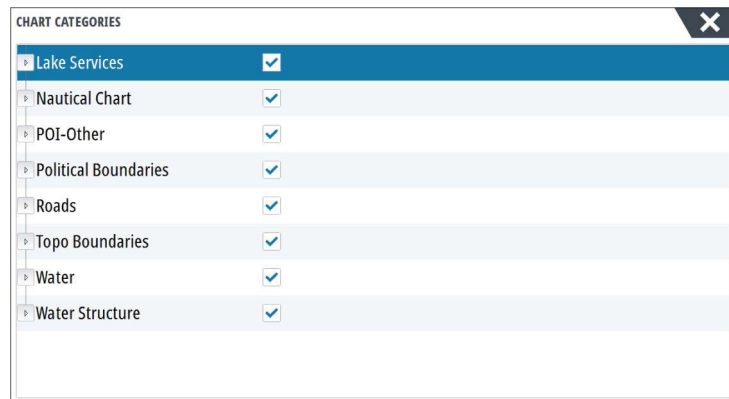 CHART CATEGORIES
Lake Services
Nautical Chart
POI-Other
Political Boundaries
Roads
Topo Boundaries
Water
Water Structure